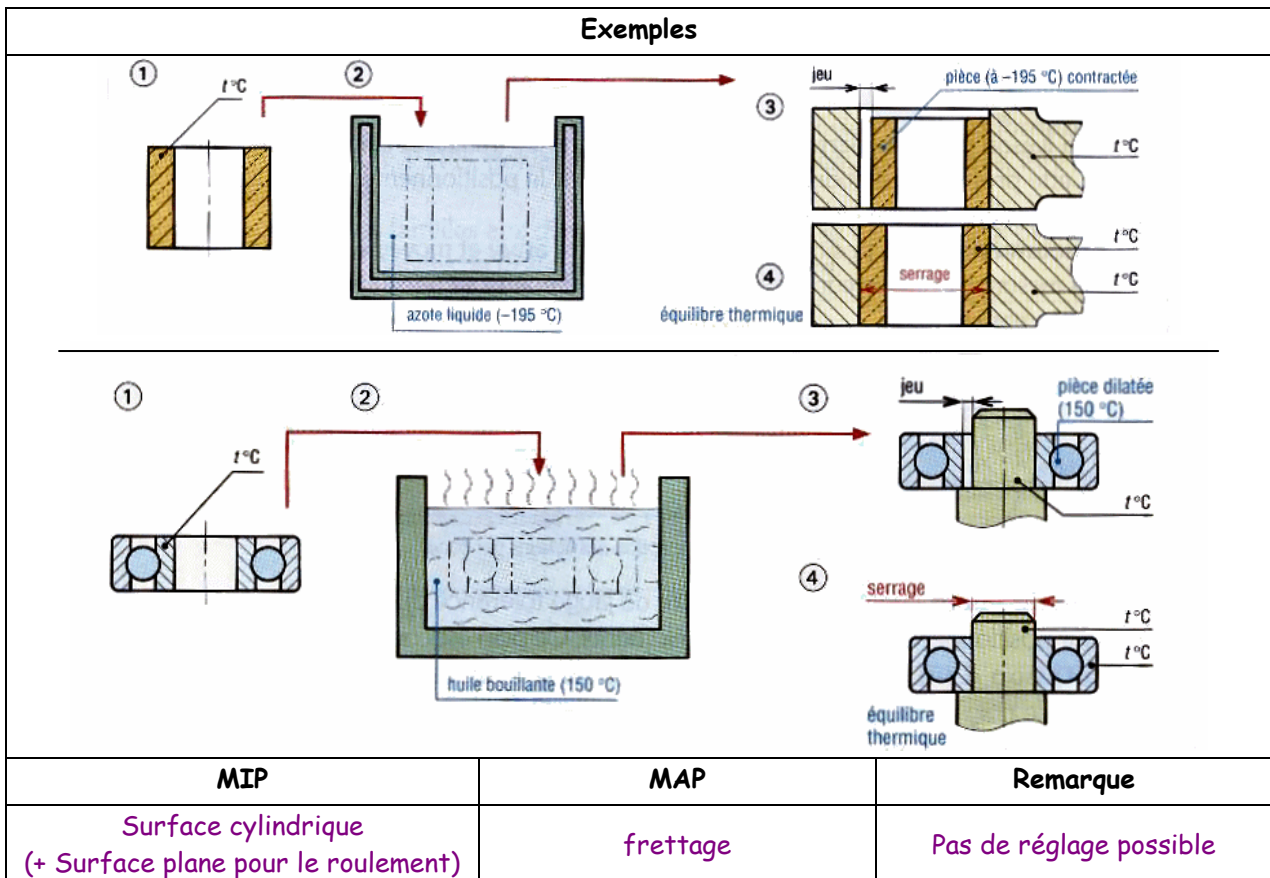 Exemples
1
t °C
2
azote liquide (–195 °C)
jeu
pièce (à –195 °C) contractée
3
t °C
4
équilibre thermique
serrage
t °C
t °C
1
t °C
2
huile bouillante (150 °C)
3
jeu
pièce dilatée
(150 °C)
t °C
4
serrage
t °C
t °C
équilibre
thermique
MIP
MAP
Remarque
Surface cylindrique
(+ Surface plane pour le roulement)
frettage
Pas de réglage possible